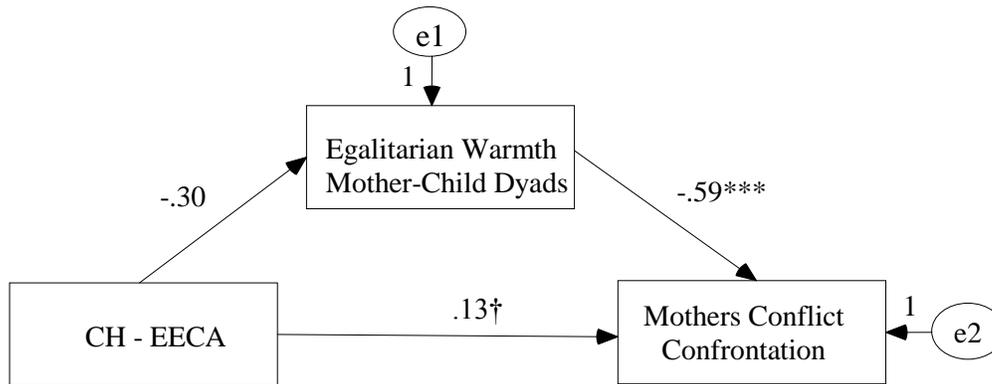 e1
1
Egalitarian Warmth
Mother-Child Dyads
-.30
-.59***
CH - EECA
.13†
Mothers Conflict
Confrontation
1
e2